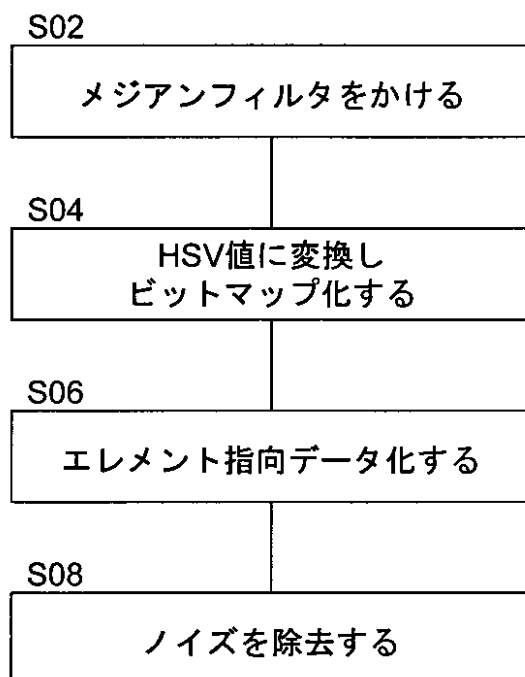 S02
メジアンフィルタをかける
S04
HSV値に変換し
ビットマップ化する
S06
エレメント指向データ化する
S08
ノイズを除去する